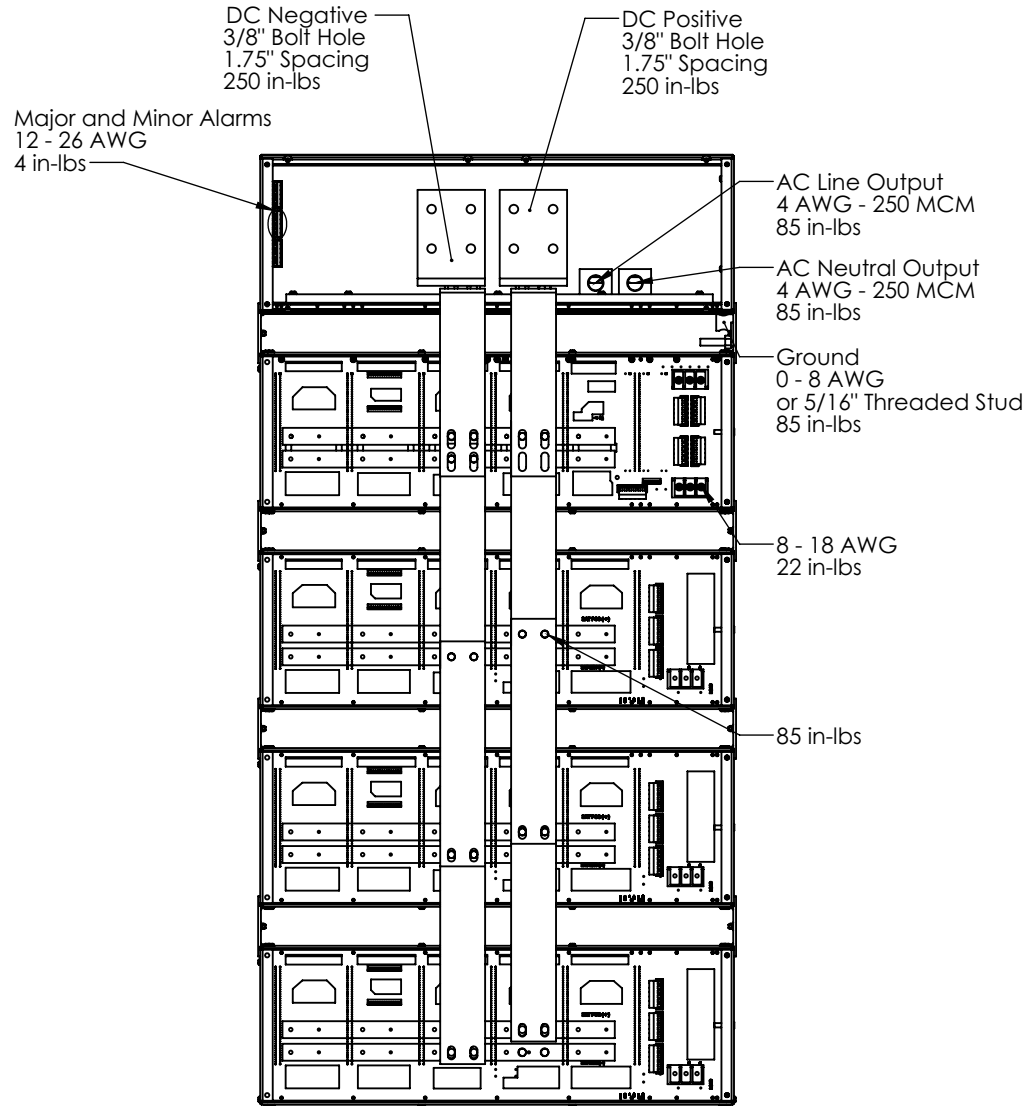 DC Negative
3/8" Bolt Hole
1.75" Spacing
250 in-lbs
DC Positive
3/8" Bolt Hole
1.75" Spacing
250 in-lbs
Major and Minor Alarms
12 - 26 AWG
4 in-lbs
AC Line Output
4 AWG - 250 MCM
85 in-lbs
AC Neutral Output
4 AWG - 250 MCM
85 in-lbs
Ground
0 - 8 AWG
or 5/16" Threaded Stud
85 in-lbs
8 - 18 AWG
22 in-lbs
85 in-lbs